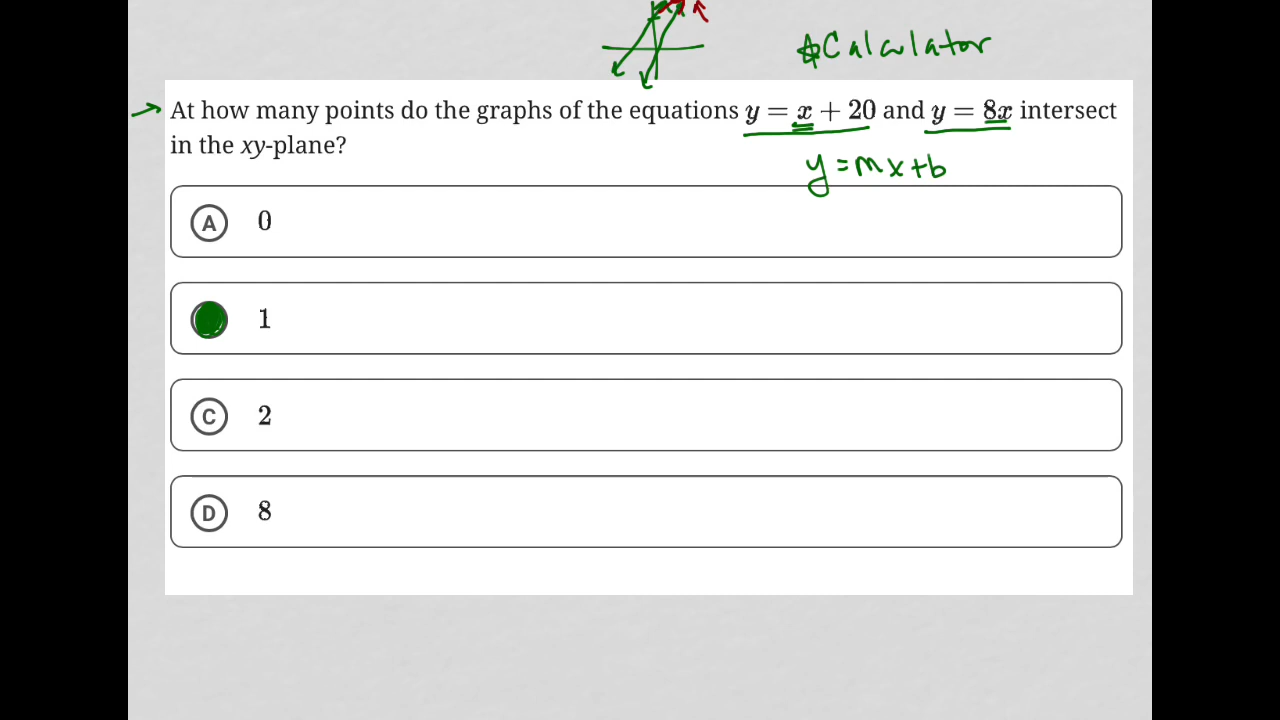 *Calculator
At how many points do the graphs of the equations y = x + 20 and y = 8x intersect
in the xy-plane?
y = mx + b
A 0
1
C 2
D 8